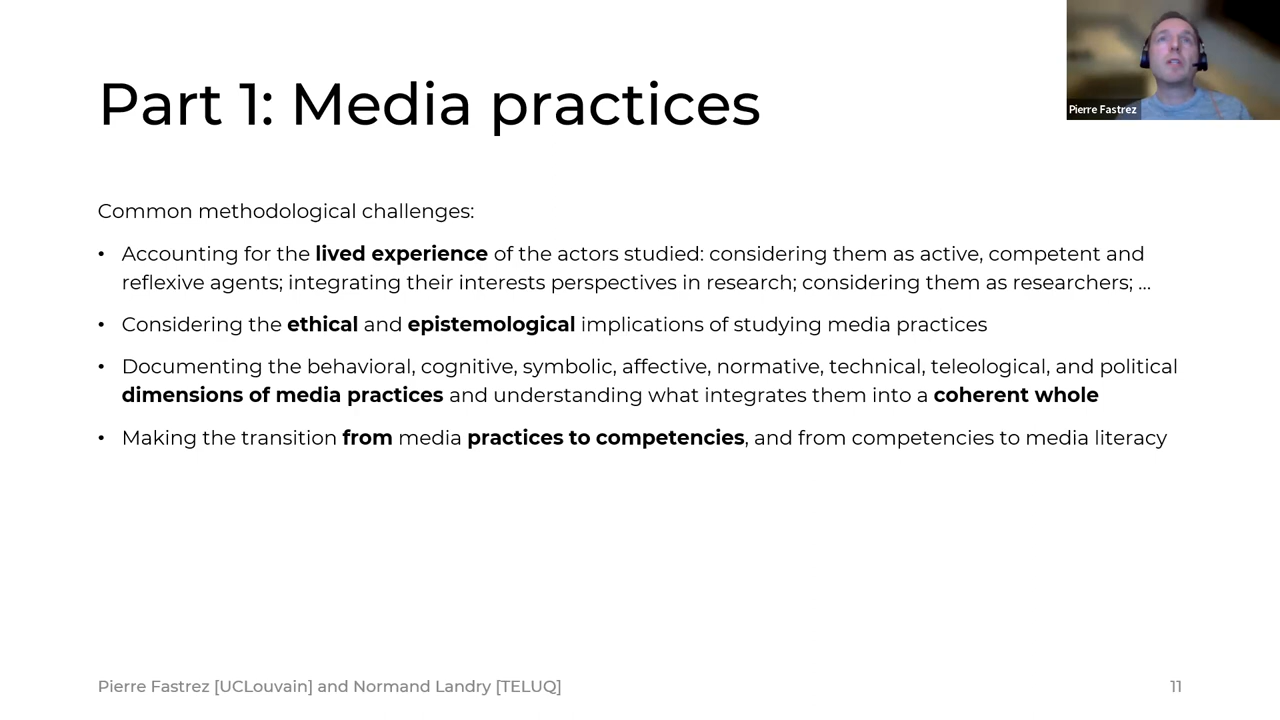 Part 1: Media practices
Pierre Fastrez
Common methodological challenges:
• Accounting for the lived experience of the actors studied: considering them as active, competent and
reflexive agents; integrating their interests perspectives in research; considering them as researchers; ...
• Considering the ethical and epistemological implications of studying media practices
• Documenting the behavioral, cognitive, symbolic, affective, normative, technical, teleological, and political
dimensions of media practices and understanding what integrates them into a coherent whole
• Making the transition from media practices to competencies, and from competencies to media literacy
Pierre Fastrez [UCLouvain] and Normand Landry [TELUQ]
11